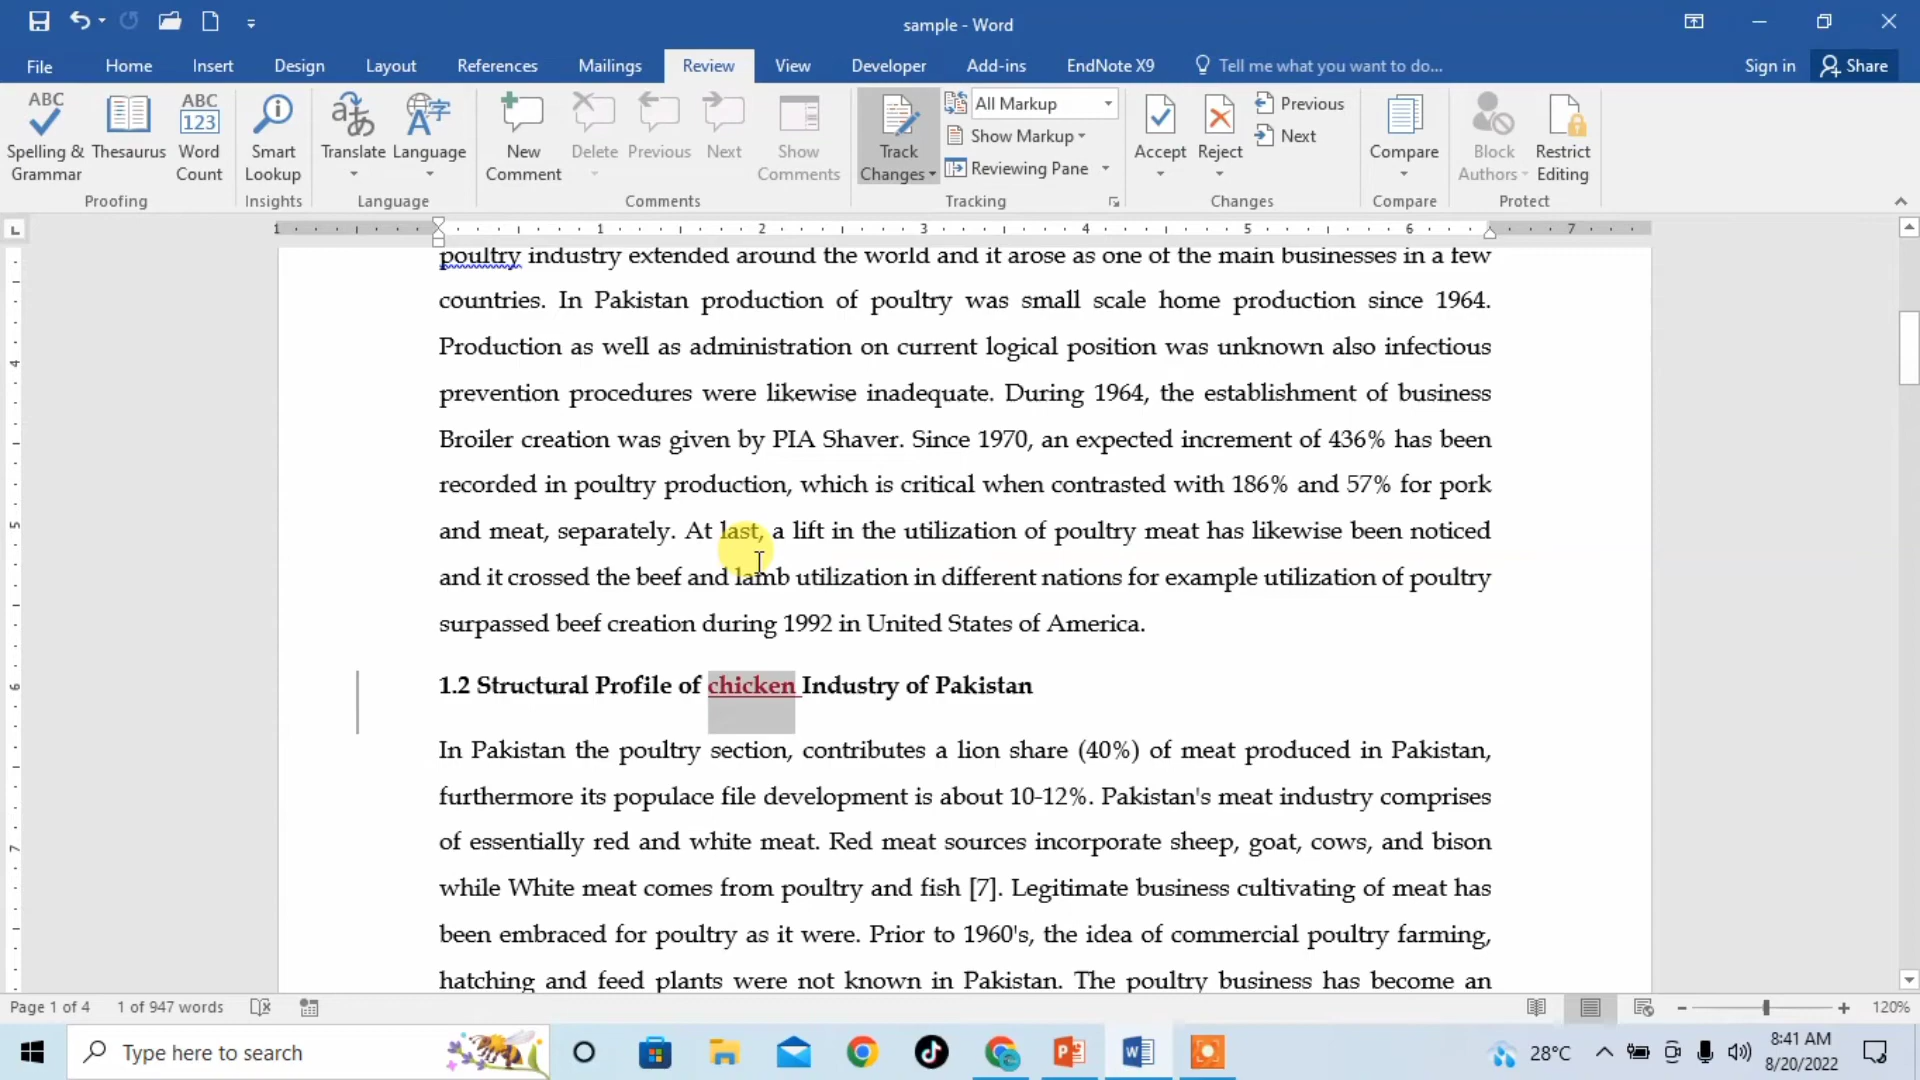 sample - Word
File Home Insert Design Layout References Mailings Review View Developer Add-ins EndNote X9 Tell me what you want to do... Sign in Share
ABC ABC 123
Spelling & Grammar Thesaurus Word Count Smart Lookup Translate Language New Comment Delete Previous Next Show Comments Track Changes
All Markup
Show Markup
Reviewing Pane
Accept Reject
Previous
Next
Compare Block Authors Restrict Editing
Proofing Insights Language Comments Tracking Changes Compare Protect
1 1 2 3 4 5 6 7
poultry industry extended around the world and it arose as one of the main businesses in a few
countries. In Pakistan production of poultry was small scale home production since 1964.
Production as well as administration on current logical position was unknown also infectious
prevention procedures were likewise inadequate. During 1964, the establishment of business
Broiler creation was given by PIA Shaver. Since 1970, an expected increment of 436% has been
recorded in poultry production, which is critical when contrasted with 186% and 57% for pork
and meat, separately. At last, a lift in the utilization of poultry meat has likewise been noticed
and it crossed the beef and lamb utilization in different nations for example utilization of poultry
surpassed beef creation during 1992 in United States of America.
1.2 Structural Profile of chicken Industry of Pakistan
In Pakistan the poultry section, contributes a lion share (40%) of meat produced in Pakistan,
furthermore its populace file development is about 10-12%. Pakistan's meat industry comprises
of essentially red and white meat. Red meat sources incorporate sheep, goat, cows, and bison
while White meat comes from poultry and fish [7]. Legitimate business cultivating of meat has
been embraced for poultry as it were. Prior to 1960's, the idea of commercial poultry farming,
hatching and feed plants were not known in Pakistan. The poultry business has become an
4
5
6
7
Page 1 of 4 1 of 947 words 120%
Type here to search 28°C 8:41 AM
8/20/2022